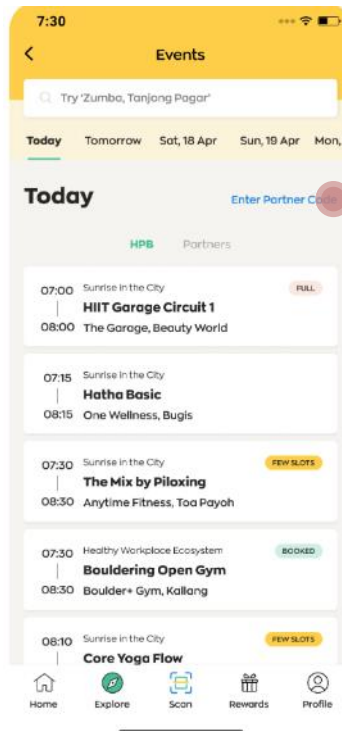 7:30
Events
Try 'Zumba, Tanjong Pagar'
Today Tomorrow Sat, 18 Apr Sun, 19 Apr Mon,
Today
Enter Partner Code
HPB Partners
07:00 Sunrise in the City FULL
HIIT Garage Circuit 1
08:00 The Garage, Beauty World
07:15 Sunrise in the City
Hatha Basic
08:15 One Wellness, Bugis
07:30 Sunrise in the City FEW SLOTS
The Mix by Piloxing
08:30 Anytime Fitness, Toa Payoh
07:30 Healthy Workplace Ecosystem BOOKED
Bouldering Open Gym
08:30 Boulder+ Gym, Kallang
08:10 Sunrise in the City FEW SLOTS
Core Yoga Flow
Home Explore Scan Rewards Profile